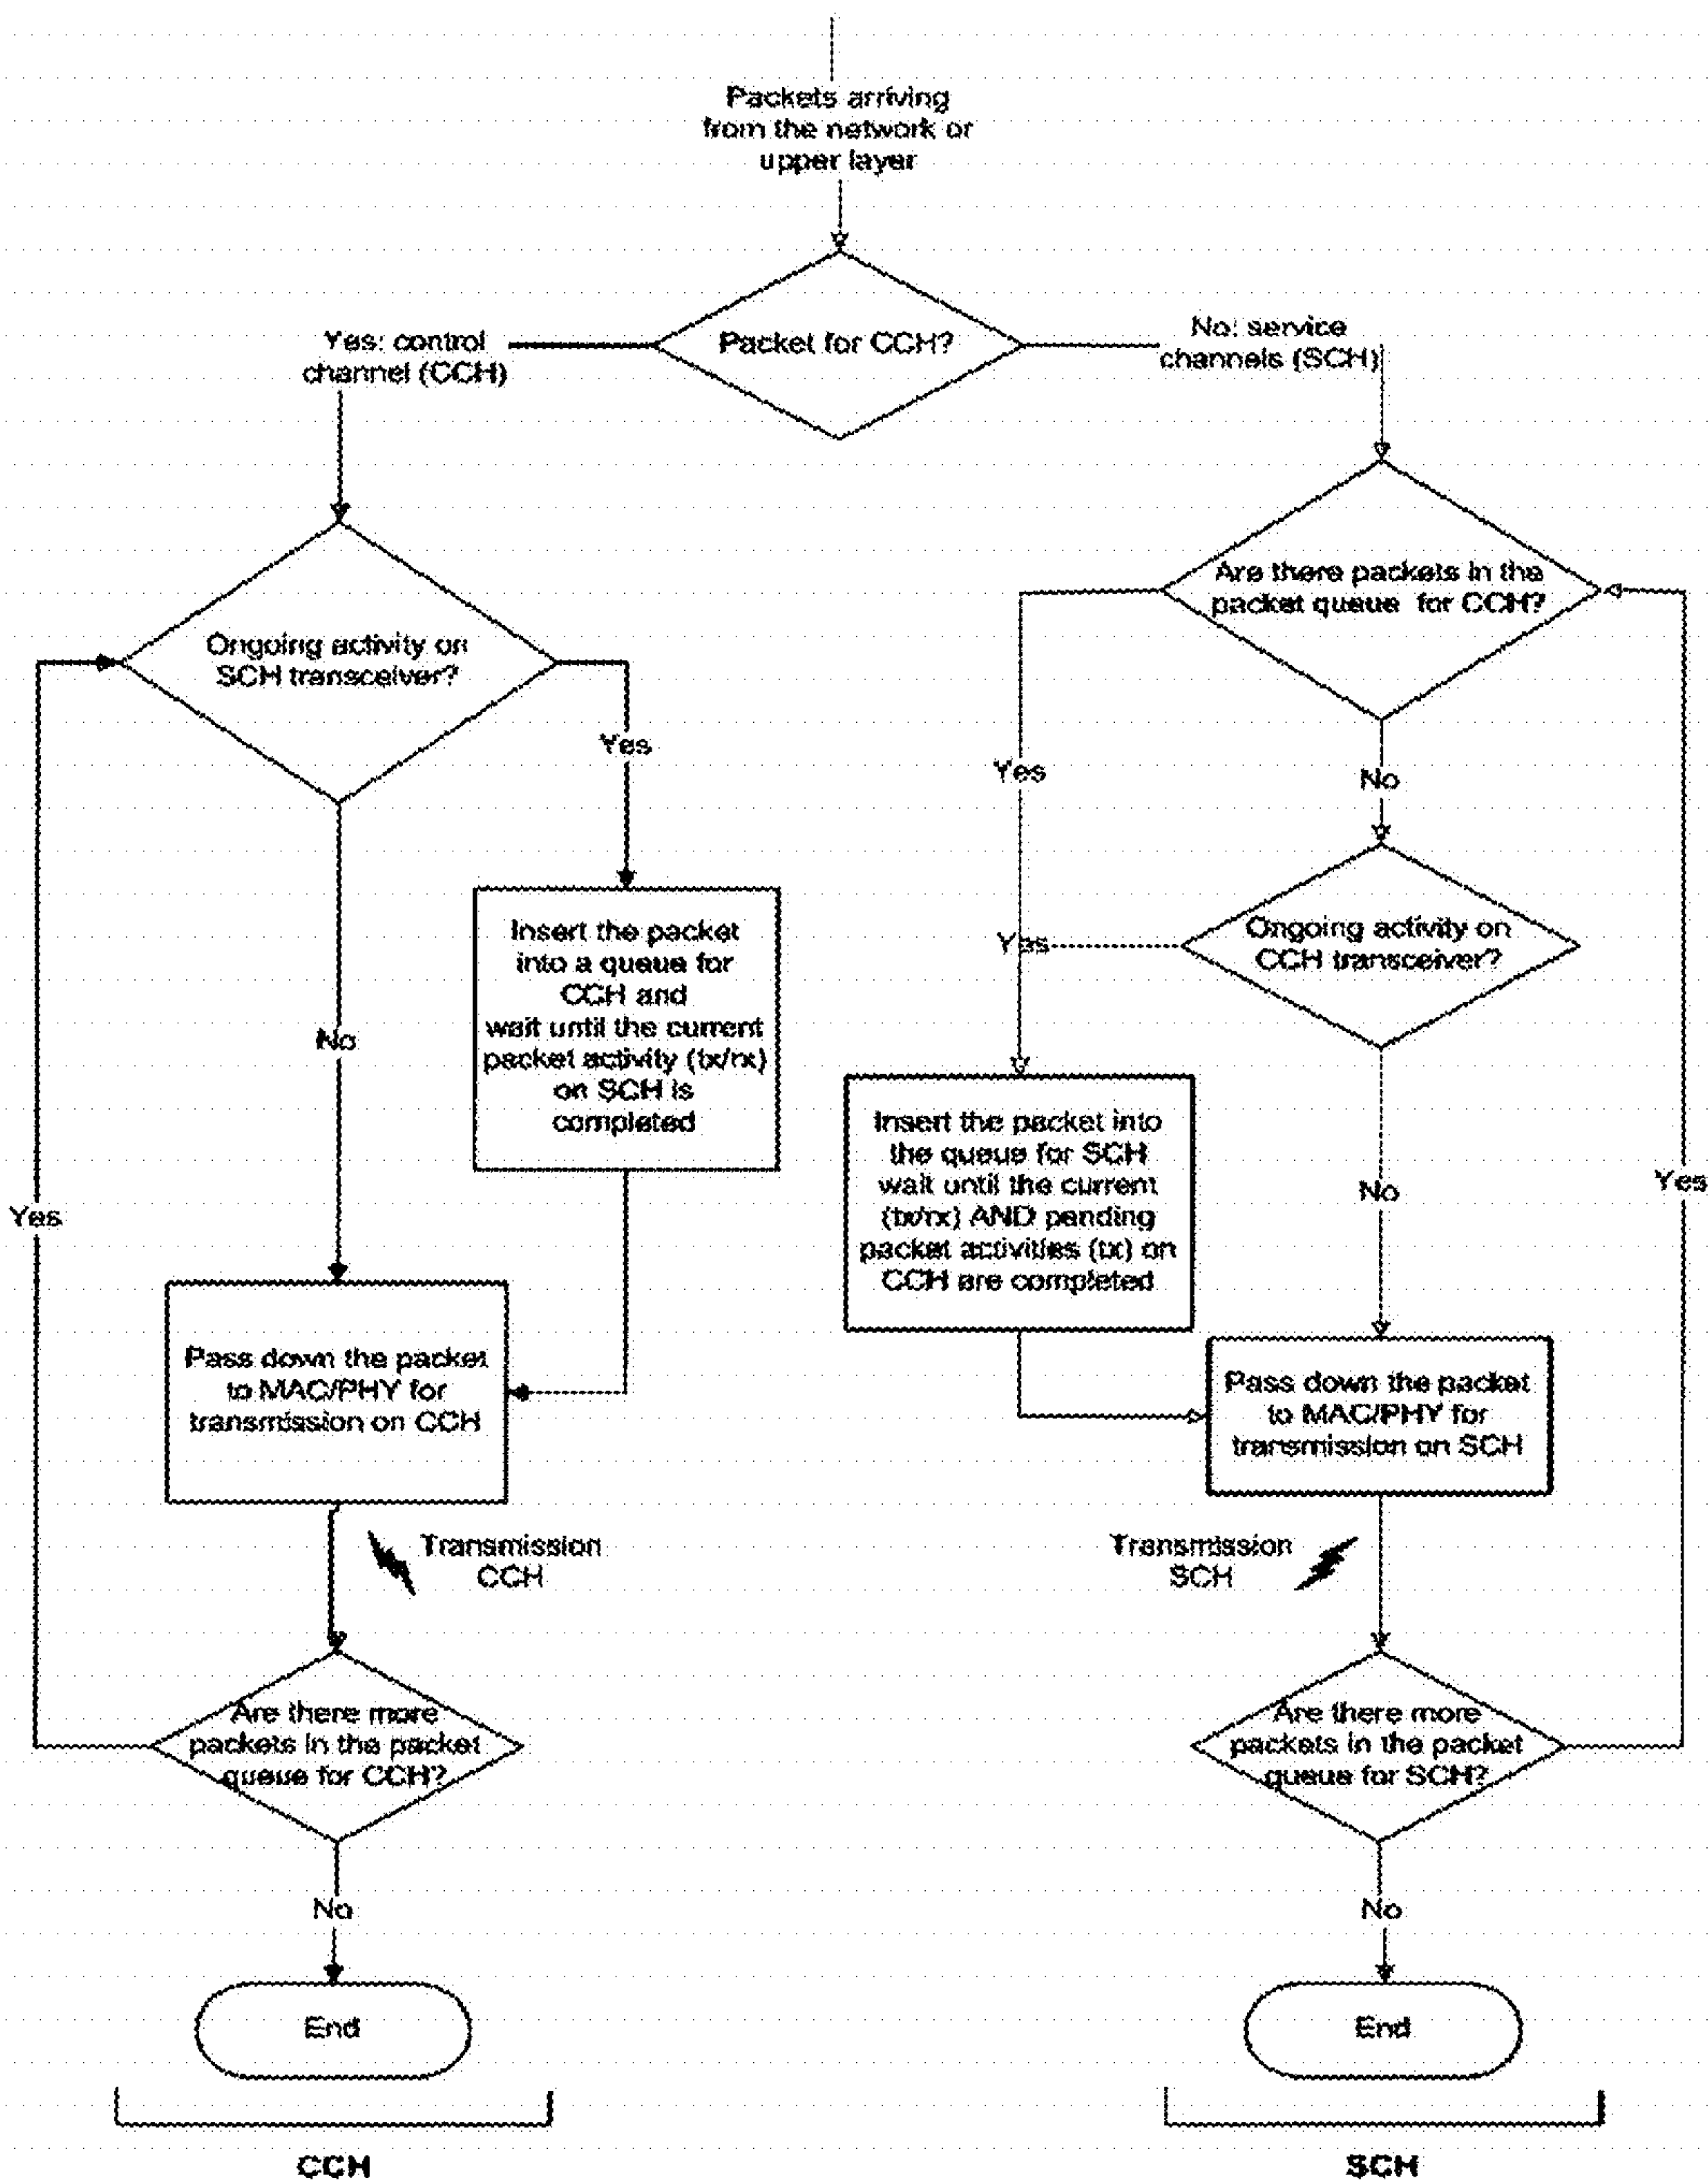 Packets arriving
from the network or
upper layer
Packet for CCH?
Yes: control
channel (CCH)
No: service
channels (SCH)
Ongoing activity on
SCH transceiver?
Yes
No
Insert the packet
into a queue for
CCH and
wait until the current
packet activity (tx/rx)
on SCH is
completed
Pass down the packet
to MAC/PHY for
transmission on CCH
Transmission
CCH
Are there more
packets in the packet
queue for CCH?
Yes
No
End
CCH
Are there packets in the
packet queue for CCH?
Yes
No
Ongoing activity on
CCH transceiver?
Yes
No
Insert the packet into
the queue for SCH
wait until the current
(tx/rx) AND pending
packet activities (tx) on
CCH are completed
Pass down the packet
to MAC/PHY for
transmission on SCH
Transmission
SCH
Are there more
packets in the packet
queue for SCH?
Yes
No
End
SCH